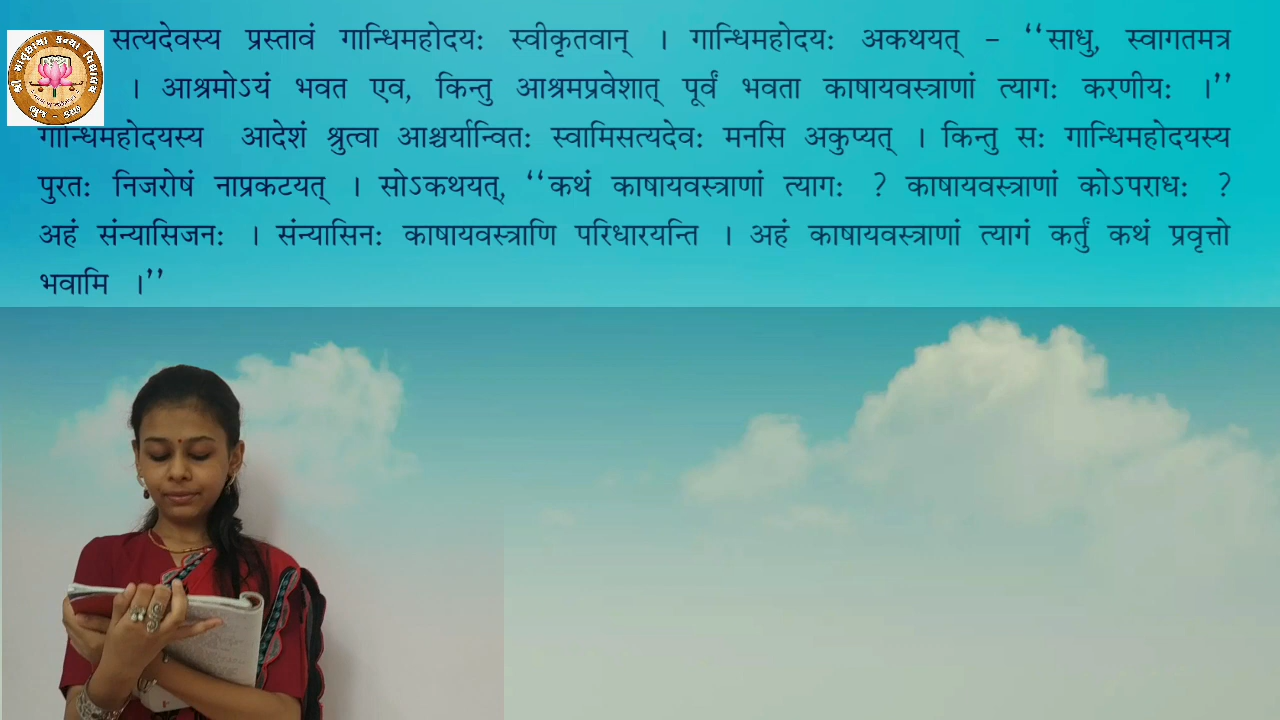 सत्यदेवस्य प्रस्तावं गान्धिमहोदयः स्वीकृतवान् । गान्धिमहोदयः अकथयत् – ‘‘साधु, स्वागतमत्र
। आश्रमोऽयं भवत एव, किन्तु आश्रमप्रवेशात् पूर्वं भवता काषायवस्त्राणां त्यागः करणीयः ।’’
गान्धिमहोदयस्य आदेशं श्रुत्वा आश्चर्यान्वितः स्वामिसत्यदेवः मनसि अकुप्यत् । किन्तु सः गान्धिमहोदयस्य
पुरतः निजरोषं नाप्रकटयत् । सोऽकथयत्, ‘‘कथं काषायवस्त्राणां त्यागः ? काषायवस्त्राणां कोऽपराधः ?
अहं संन्यासिजनः । संन्यासिनः काषायवस्त्राणि परिधारयन्ति । अहं काषायवस्त्राणां त्यागं कर्तुं कथं प्रवृत्तो
भवामि ।’’